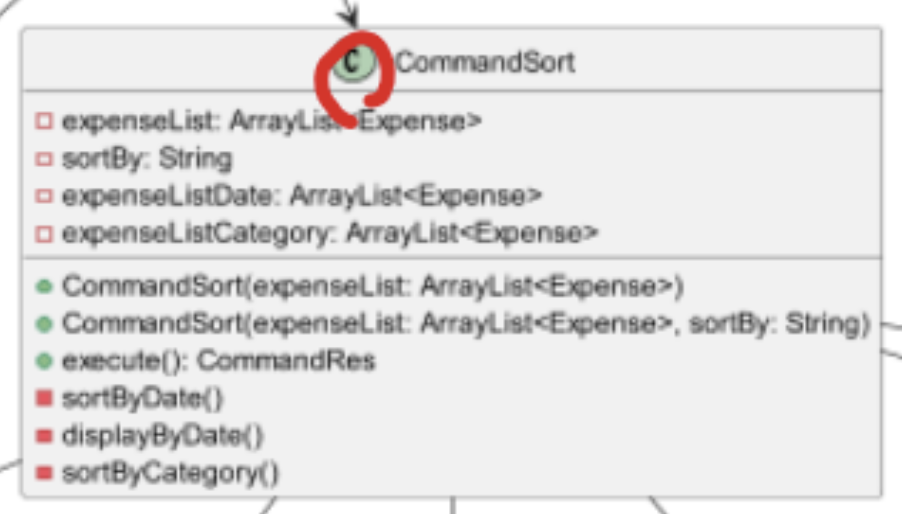 C CommandSort
expenseList: ArrayList<Expense>
sortBy: String
expenseListDate: ArrayList<Expense>
expenseListCategory: ArrayList<Expense>
CommandSort(expenseList: ArrayList<Expense>)
CommandSort(expenseList: ArrayList<Expense>, sortBy: String)
execute(): CommandRes
sortByDate()
displayByDate()
sortByCategory()